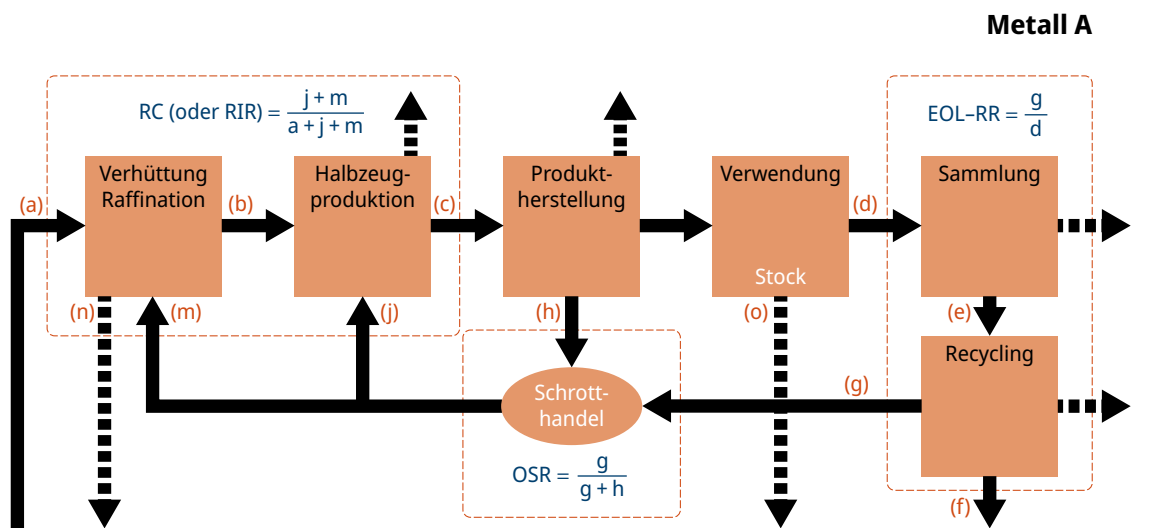 Metall A
RC (oder RIR) = j + m / a + j + m
EOL–RR = g / d
Verhüttung
Raffination
Halbzeug-
produktion
Produkt-
herstellung
Verwendung
Sammlung
(a)
(b)
(c)
(d)
Stock
(n)
(m)
(j)
(h)
(o)
(e)
Recycling
Schrott-
handel
(g)
OSR = g / g + h
(f)